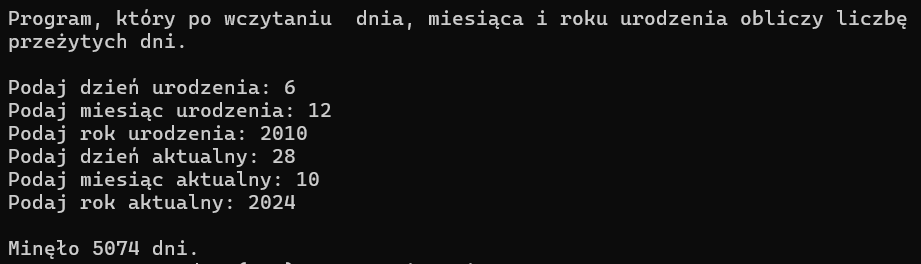 Program, który po wczytaniu  dnia, miesiąca i roku urodzenia obliczy liczbę
przeżytych dni.
Podaj dzień urodzenia: 6
Podaj miesiąc urodzenia: 12
Podaj rok urodzenia: 2010
Podaj dzień aktualny: 28
Podaj miesiąc aktualny: 10
Podaj rok aktualny: 2024
Minęło 5074 dni.